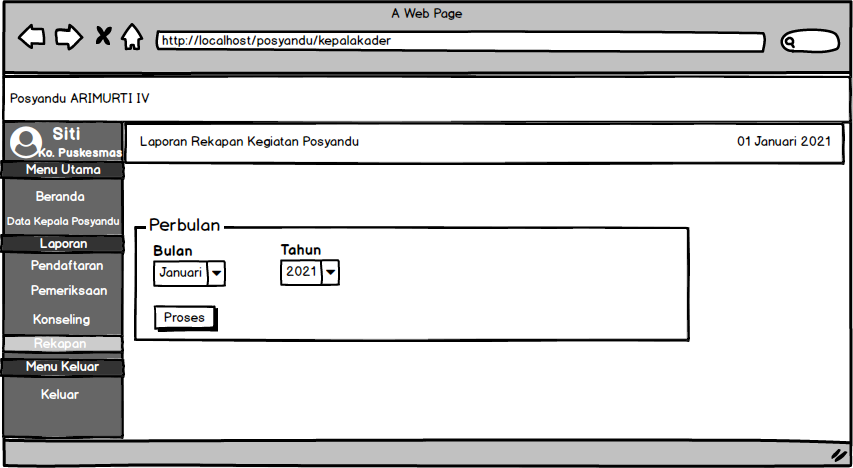 A Web Page
http://localhost/posyandu/kepalakader
Posyandu ARIMURTI IV
Siti
Ko. Puskesmas
Laporan Rekapan Kegiatan Posyandu
01 Januari 2021
Menu Utama
Beranda
Data Kepala Posyandu
Laporan
Pendaftaran
Pemeriksaan
Konseling
Rekapan
Menu Keluar
Keluar
Perbulan
Bulan
Tahun
Januari
2021
Proses